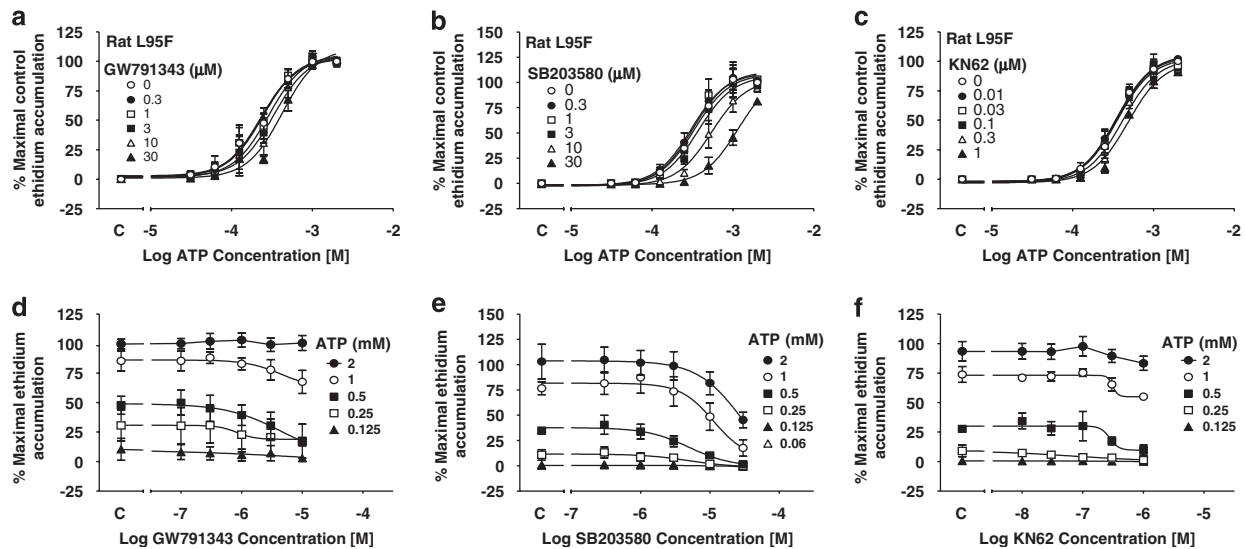 a
Rat L95F
GW791343 (μM)
0
0.3
1
3
10
30
% Maximal control
ethidium accumulation
125
100
75
50
25
0
-25
C
-5
-4
-3
-2
Log ATP Concentration [M]
b
Rat L95F
SB203580 (μM)
0
0.3
1
3
10
30
% Maximal control
ethidium accumulation
150
125
100
75
50
25
0
-25
C
-5
-4
-3
-2
Log ATP Concentration [M]
c
Rat L95F
KN62 (μM)
0
0.01
0.03
0.1
0.3
1
% Maximal control
ethidium accumulation
125
100
75
50
25
0
-25
C
-5
-4
-3
-2
Log ATP Concentration [M]
d
ATP (mM)
2
1
0.5
0.25
0.125
% Maximal ethidium
accumulation
125
100
75
50
25
0
-25
C
-7
-6
-5
-4
Log GW791343 Concentration [M]
e
ATP (mM)
2
1
0.5
0.25
0.125
0.06
% Maximal ethidium
accumulation
150
125
100
75
50
25
0
-25
C
-7
-6
-5
-4
Log SB203580 Concentration [M]
f
ATP (mM)
2
1
0.5
0.25
0.125
% Maximal ethidium
accumulation
125
100
75
50
25
0
-25
C
-8
-7
-6
-5
Log KN62 Concentration [M]